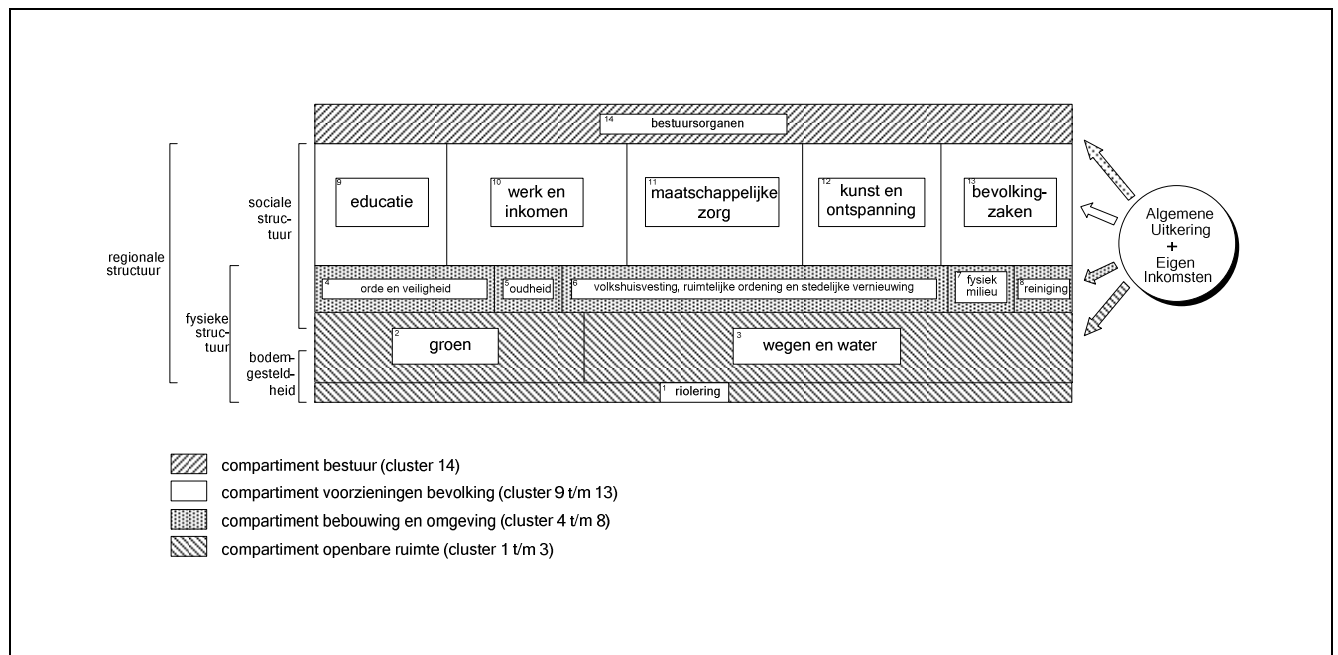 14 bestuursorganen
9 educatie
10 werk en
inkomen
11 maatschappelijke
zorg
12 kunst en
ontspanning
13 bevolking-
zaken
sociale
struc-
tuur
regionale
structuur
Algemene
Uitkering
+
Eigen
Inkomsten
4 orde en veiligheid
5 oudheid
6 volkshuisvesting, ruimtelijke ordening en stedelijke vernieuwing
7 fysiek
milieu
8 reiniging
fysieke
struc-
tuur
2 groen
3 wegen en water
bodem-
gesteld-
heid
1 riolering
compartiment bestuur (cluster 14)
compartiment voorzieningen bevolking (cluster 9 t/m 13)
compartiment bebouwing en omgeving (cluster 4 t/m 8)
compartiment openbare ruimte (cluster 1 t/m 3)